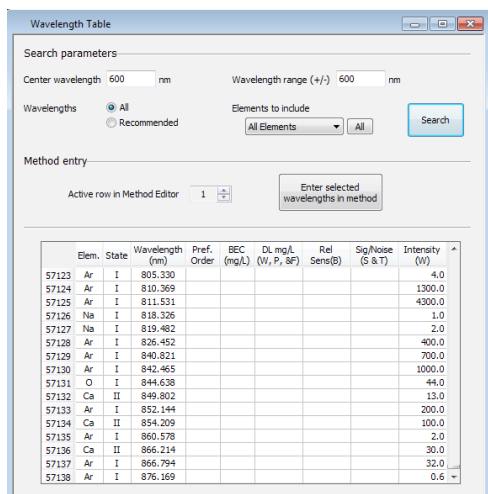 Wavelength Table
Search parameters
Center wavelength 600 nm Wavelength range (+/-) 600 nm
Wavelengths All Elements to include
Recommended All Elements All Search
Method entry
Active row in Method Editor 1 Enter selected wavelengths in method
Elem. State Wavelength (nm) Pref. Order BEC (mg/L) DL mg/L (W, P, &F) Rel Sens(B) Sig/Noise (S & T) Intensity (W)
57123 Ar I 805.330 4.0
57124 Ar I 810.369 1300.0
57125 Ar I 811.531 4300.0
57126 Na I 818.326 1.0
57127 Na I 819.482 2.0
57128 Ar I 826.452 400.0
57129 Ar I 840.821 700.0
57130 Ar I 842.465 1000.0
57131 O I 844.638 44.0
57132 Ca II 849.802 13.0
57133 Ar I 852.144 200.0
57134 Ca II 854.209 100.0
57135 Ar I 860.578 2.0
57136 Ca II 866.214 30.0
57137 Ar I 866.794 32.0
57138 Ar I 876.169 0.6